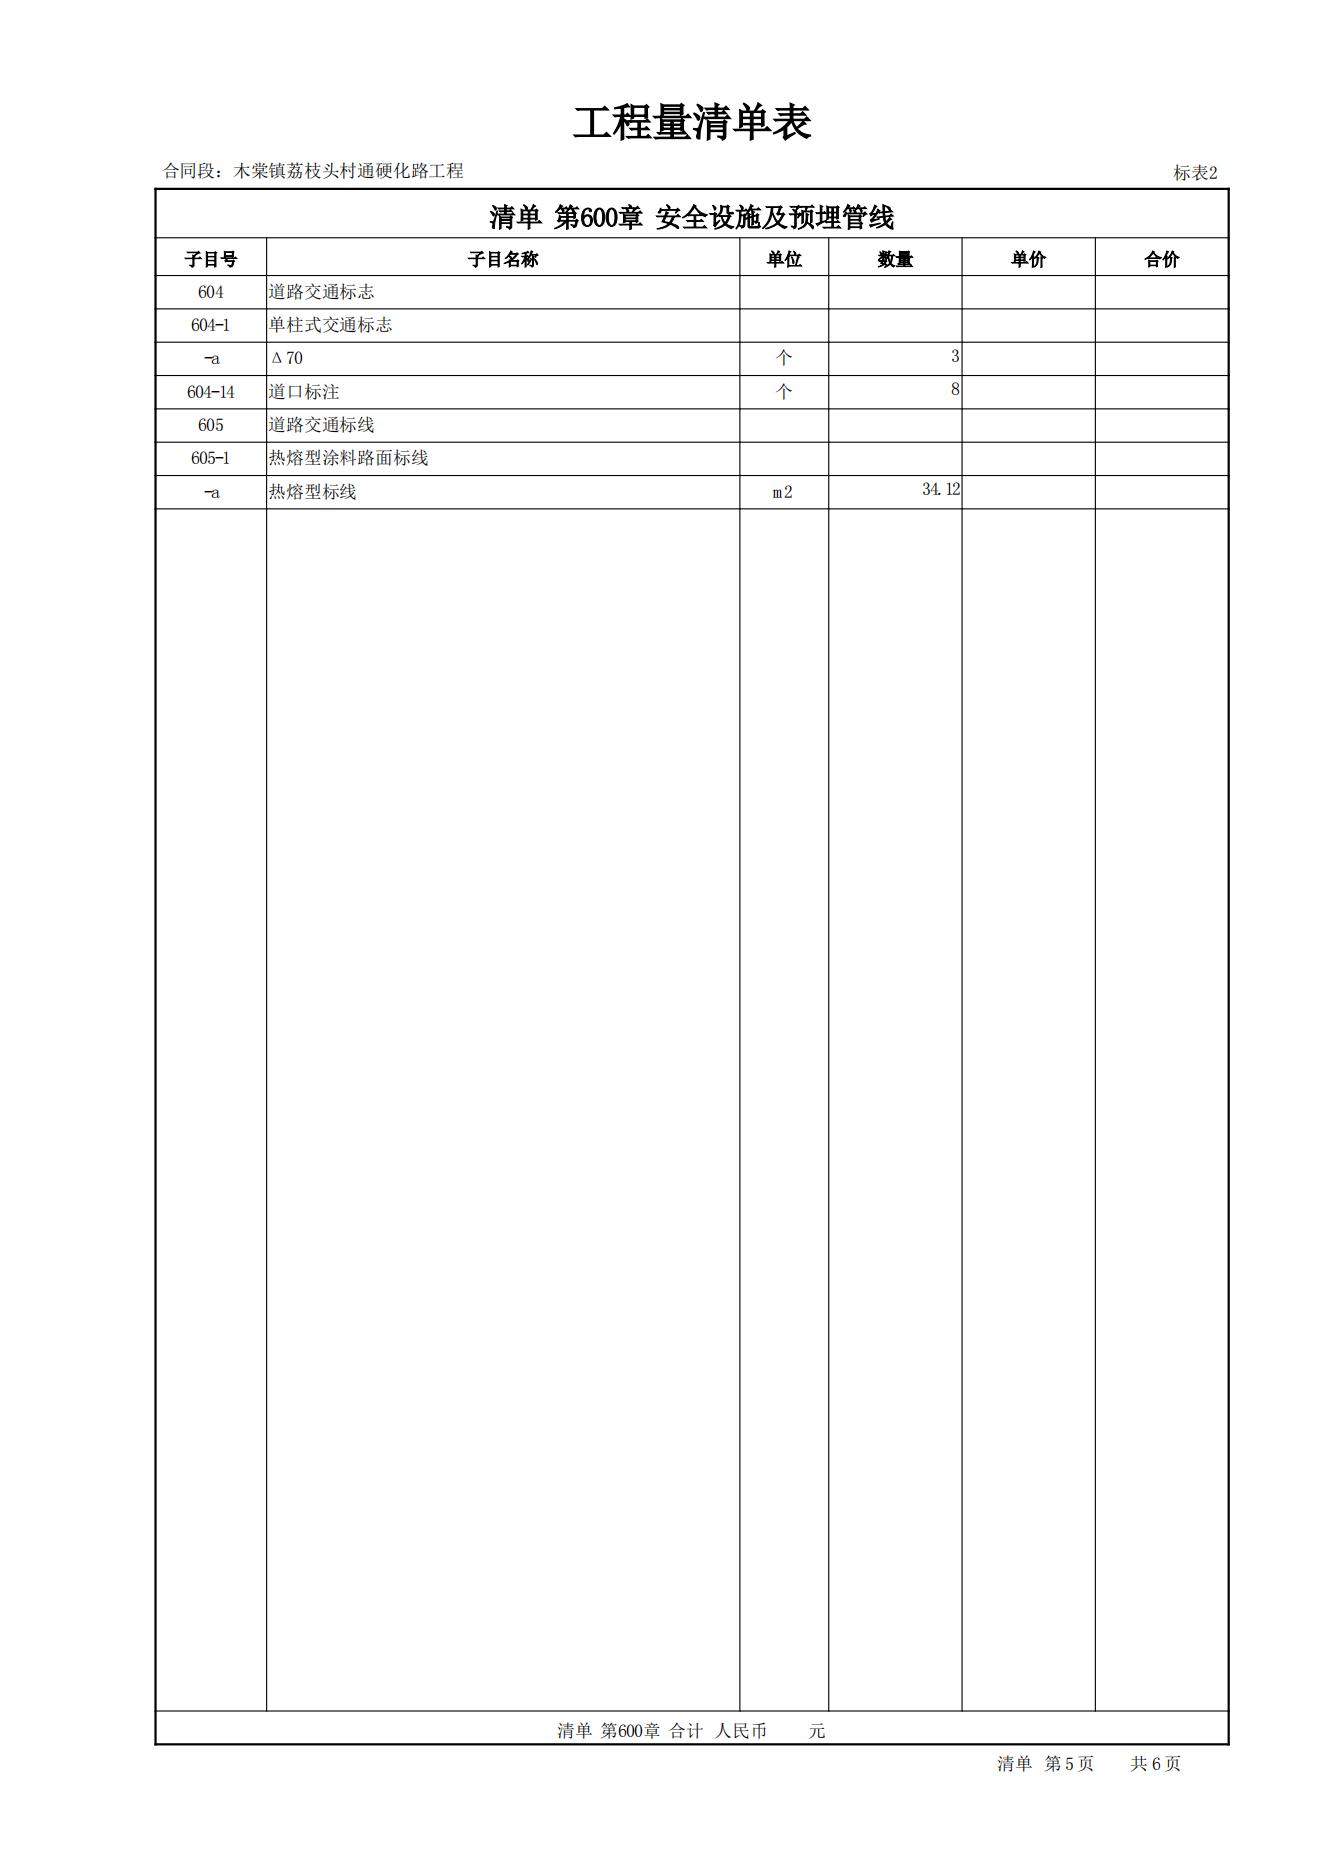 工程量清单表
合同段：木棠镇荔枝头村通硬化路工程 标表2
清单 第600章 安全设施及预埋管线
子目号 子目名称 单位 数量 单价 合价
604 道路交通标志
604-1 单柱式交通标志
-a Δ70 个 3
604-14 道口标注 个 8
605 道路交通标线
605-1 热熔型涂料路面标线
-a 热熔型标线 m2 34.12
清单 第600章 合计 人民币 元
清单 第5页 共6页